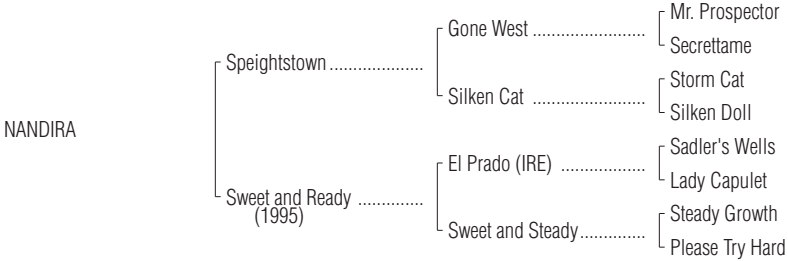 Mr. Prospector
Gone West ........................
Secrettame
Speightstown ....................
Storm Cat
Silken Cat ........................
Silken Doll
NANDIRA
Sadler's Wells
El Prado (IRE) ..................
Lady Capulet
Sweet and Ready ..............
(1995)
Steady Growth
Sweet and Steady ..............
Please Try Hard